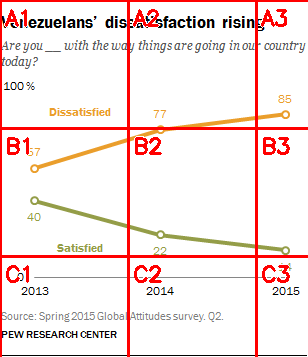 Venezuelans' dissatisfaction rising
Are you __ with the way things are going in our country today?
100 %
Dissatisfied
85
77
57
40
Satisfied
22
0
2013 2014 2015
Source: Spring 2015 Global Attitudes survey. Q2.
PEW RESEARCH CENTER
A1 A2 A3
B1 B2 B3
C1 C2 C3